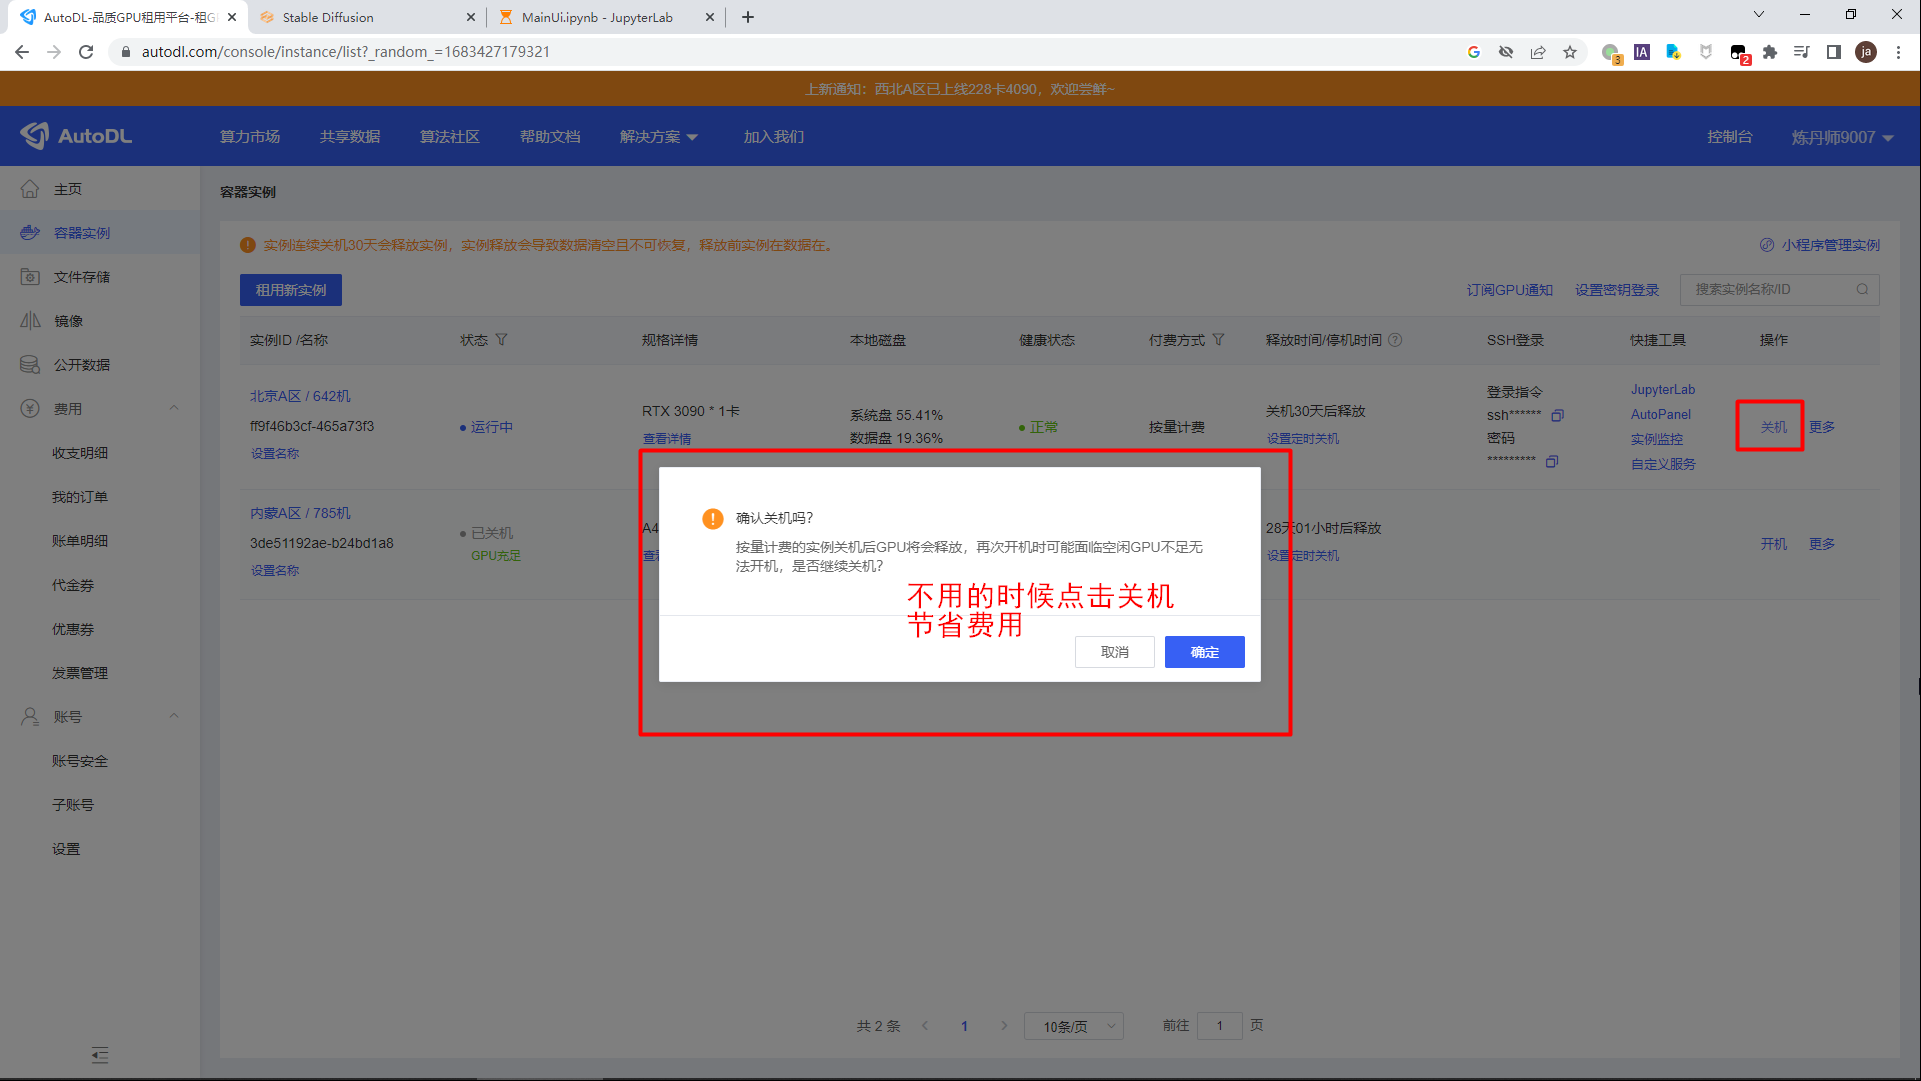 AutoDL-品质GPU租用平台-租G
Stable Diffusion
MainUi.ipynb - JupyterLab
autodl.com/console/instance/list?_random_=1683427179321
3
IA
2
ja
上新通知：西北A区已上线228卡4090，欢迎尝鲜~
AutoDL
算力市场
共享数据
算法社区
帮助文档
解决方案
加入我们
控制台
炼丹师9007
主页
容器实例
文件存储
镜像
公开数据
费用
收支明细
我的订单
账单明细
代金券
优惠券
发票管理
账号
账号安全
子账号
设置
容器实例
实例连续关机30天会释放实例，实例释放会导致数据清空且不可恢复，释放前实例在数据在。
小程序管理实例
租用新实例
订阅GPU通知
设置密钥登录
搜索实例名称/ID
实例ID /名称
状态
规格详情
本地磁盘
健康状态
付费方式
释放时间/停机时间
SSH登录
快捷工具
操作
北京A区 / 642机
ff9f46b3cf-465a73f3
设置名称
运行中
RTX 3090 * 1卡
查看详情
系统盘 55.41%
数据盘 19.36%
正常
按量计费
关机30天后释放
设置定时关机
登录指令
ssh******
密码
*********
JupyterLab
AutoPanel
实例监控
自定义服务
关机
更多
内蒙A区 / 785机
3de51192ae-b24bd1a8
设置名称
已关机
GPU充足
A4
查看
28天01小时后释放
设置定时关机
开机
更多
确认关机吗?
按量计费的实例关机后GPU将会释放，再次开机时可能面临空闲GPU不足无
法开机，是否继续关机?
不用的时候点击关机
节省费用
取消
确定
共 2 条
1
10条/页
前往
1
页